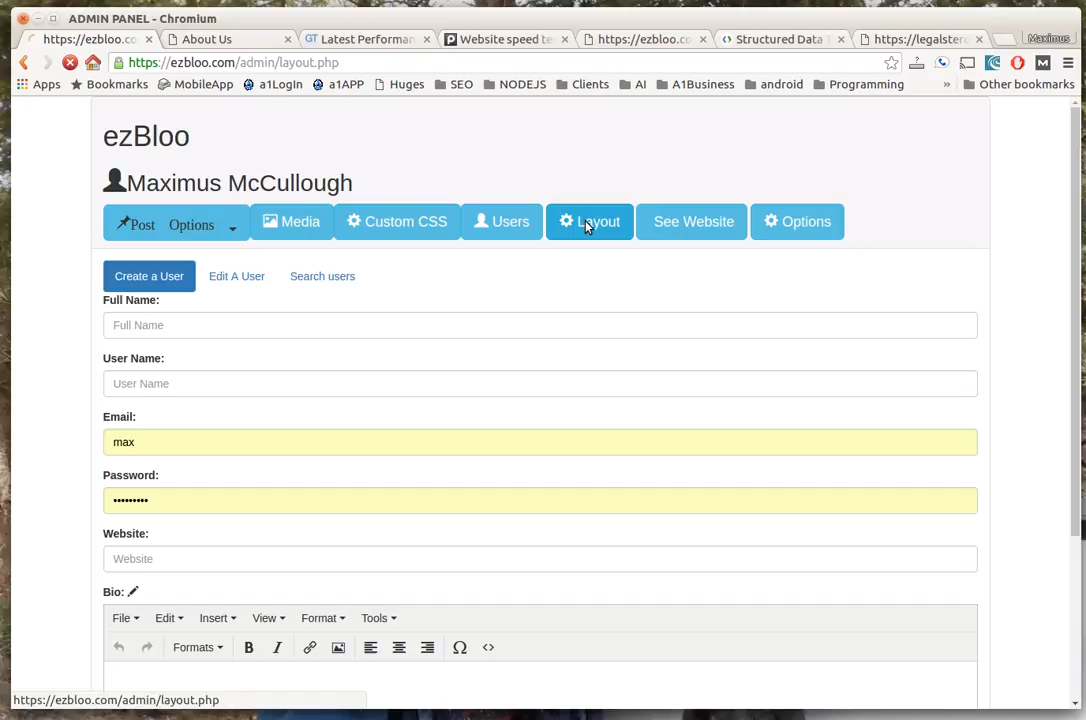 ADMIN PANEL - Chromium
https://ezbloo.co
About Us
GT Latest Performan
Website speed te
https://ezbloo.co
Structured Data T
https://legalstere
Maximus
https://ezbloo.com/admin/layout.php
Apps
Bookmarks
MobileApp
a1LogIn
a1APP
Huges
SEO
NODEJS
Clients
AI
A1Business
android
Programming
»
Other bookmarks
ezBloo
Maximus McCullough
Post Options
Media
Custom CSS
Users
Layout
See Website
Options
Create a User
Edit A User
Search users
Full Name:
Full Name
User Name:
User Name
Email:
max
Password:
•••••••••
Website:
Website
Bio:
File
Edit
Insert
View
Format
Tools
Formats
B
I
Ω
<>
https://ezbloo.com/admin/layout.php